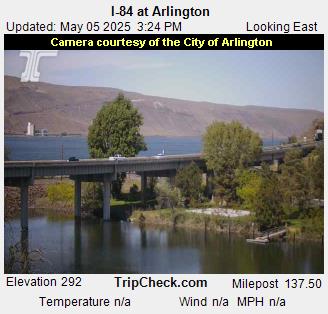 I-84 at Arlington
Updated: May 05 2025 3:24 PM Looking East
Camera courtesy of the City of Arlington
Elevation 292 TripCheck.com Milepost 137.50
Temperature n/a Wind n/a MPH n/a